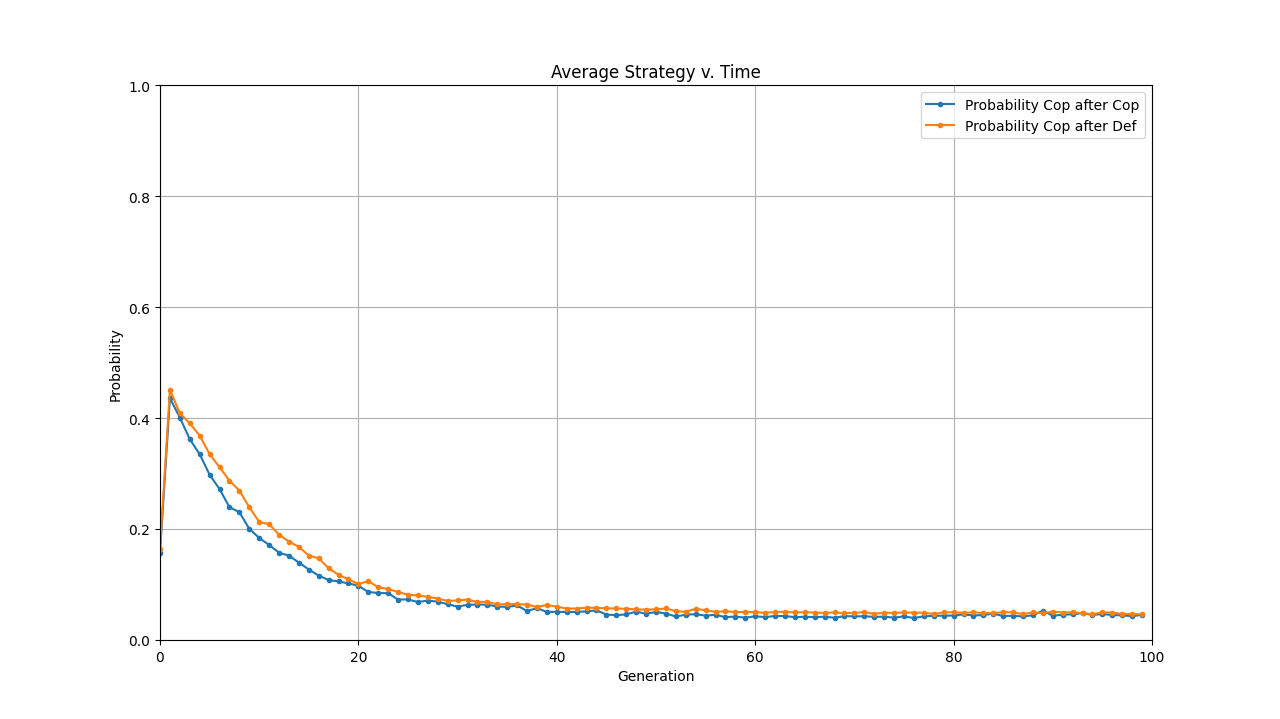 Average Strategy v. Time
Probability Cop after Cop
Probability Cop after Def
Probability
1.0
0.8
0.6
0.4
0.2
0.0
0
20
40
60
80
100
Generation